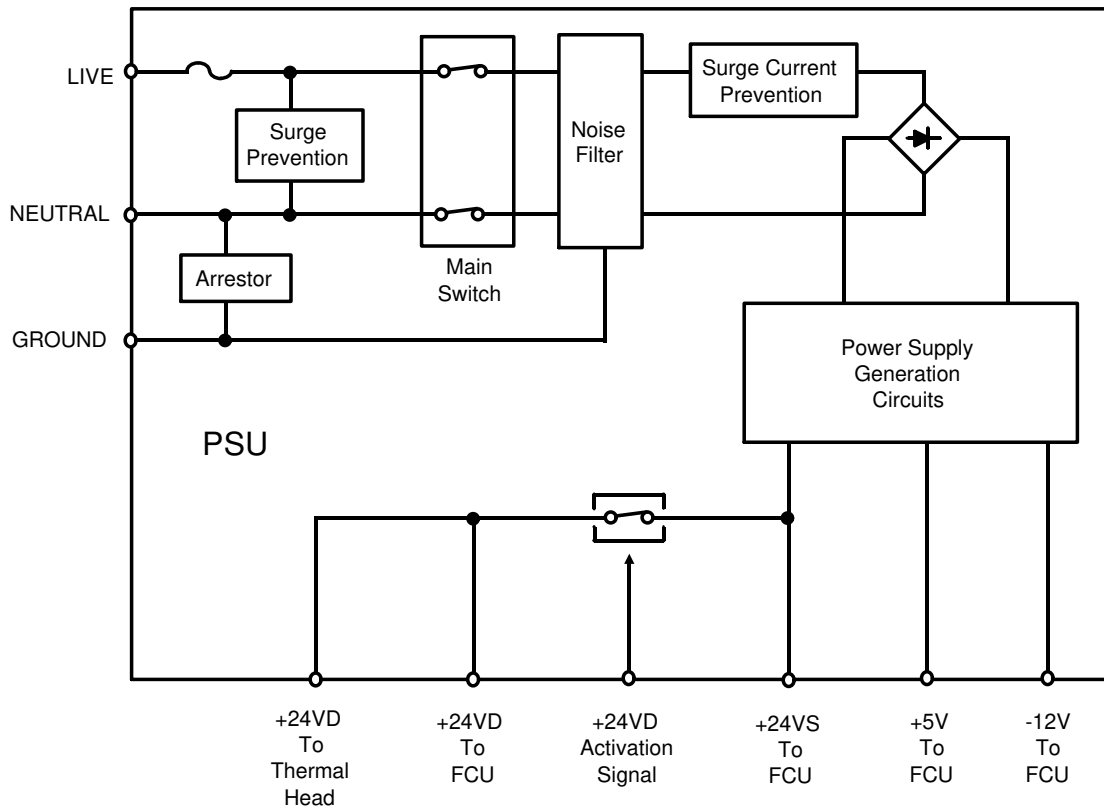 LIVE
Surge Current
Prevention
Surge
Prevention
Noise
Filter
NEUTRAL
Arrestor
Main
Switch
GROUND
Power Supply
Generation
Circuits
PSU
+24VD
To
Thermal
Head
+24VD
To
FCU
+24VD
Activation
Signal
+24VS
To
FCU
+5V
To
FCU
-12V
To
FCU